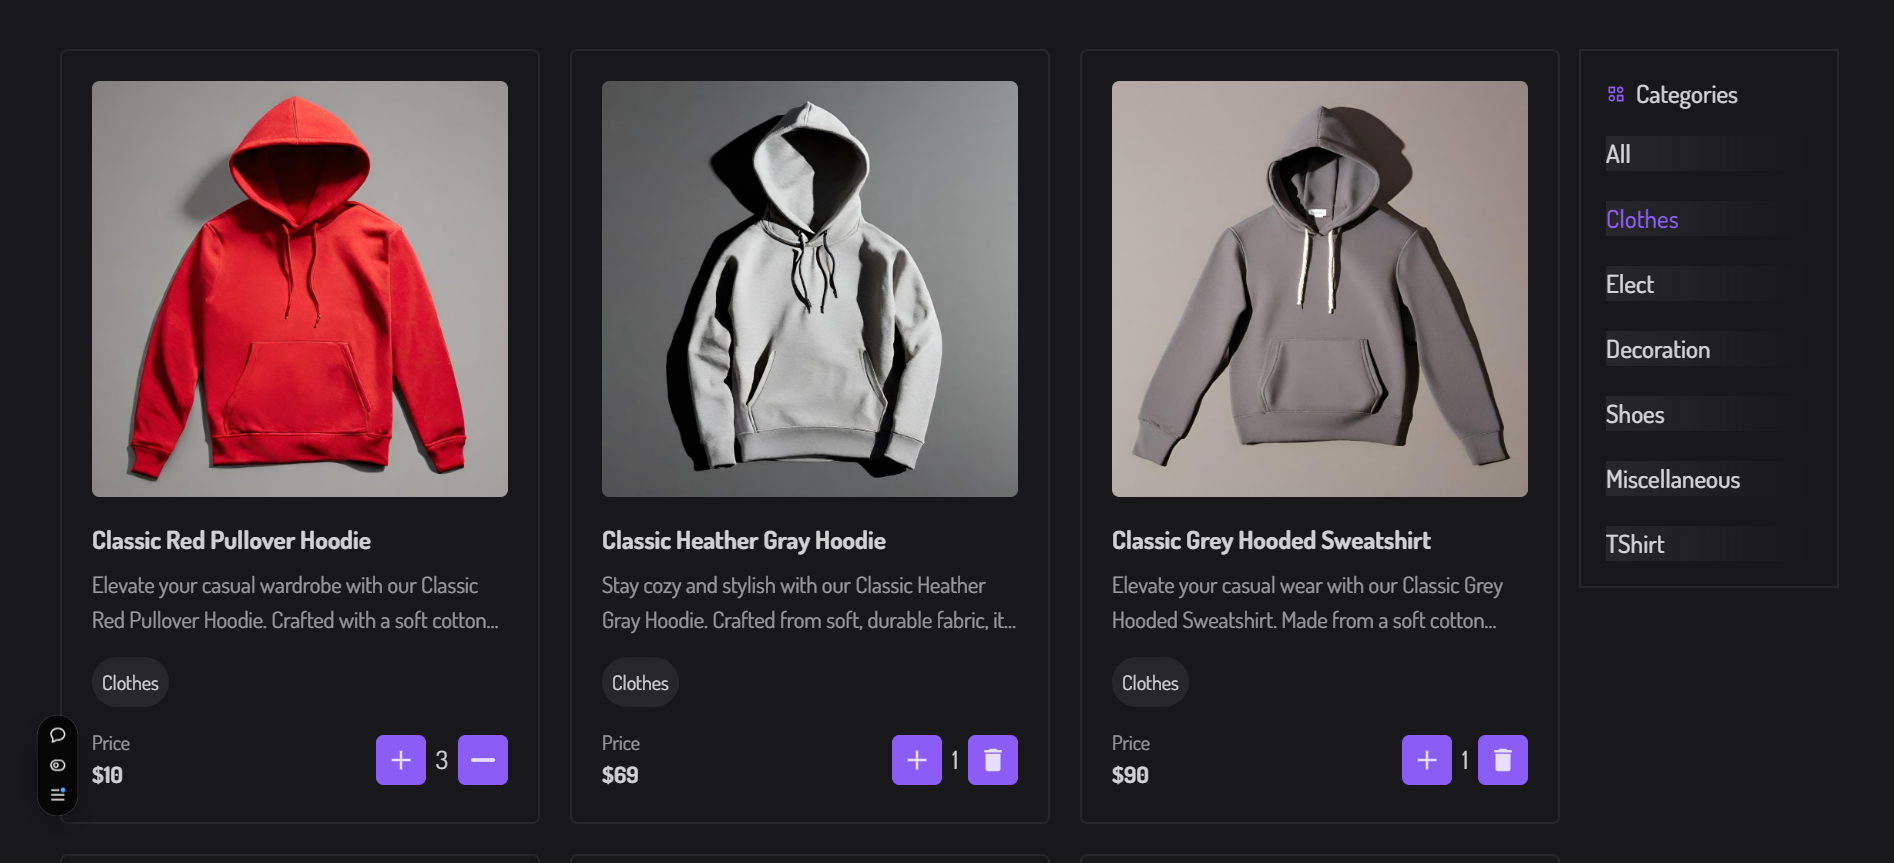 Classic Red Pullover Hoodie
Elevate your casual wardrobe with our Classic
Red Pullover Hoodie. Crafted with a soft cotton...
Clothes
Price
$10
3
Classic Heather Gray Hoodie
Stay cozy and stylish with our Classic Heather
Gray Hoodie. Crafted from soft, durable fabric, it...
Clothes
Price
$69
1
Classic Grey Hooded Sweatshirt
Elevate your casual wear with our Classic Grey
Hooded Sweatshirt. Made from a soft cotton...
Clothes
Price
$90
1
Categories
All
Clothes
Elect
Decoration
Shoes
Miscellaneous
TShirt